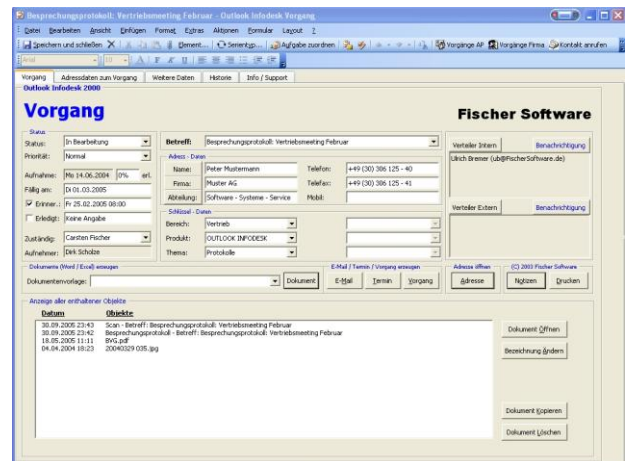 Besprechungsprotokoll: Vertriebsmeeting Februar - Outlook Infodesk Vorgang
Datei Bearbeiten Ansicht Einfügen Format Extras Aktionen Formular Layout ?
Speichern und schließen Element... Serientyp... Aufgabe zuordnen Vorgänge AP Vorgänge Firma Kontakt anrufen
Arial 10 A F K U
Vorgang Adressdaten zum Vorgang Weitere Daten Historie Info / Support
Outlook Infodesk 2000
Vorgang Fischer Software
Status
Status: In Bearbeitung Betreff: Besprechungsprotokoll: Vertriebsmeeting Februar Verteiler Intern Benachrichtigung
Priorität: Normal Adress - Daten Ulrich Bremer (ub@FischerSoftware.de)
Name: Peter Mustermann Telefon: +49 (30) 386 125 - 40
Aufnahme: Mo 14.06.2004 0% erl. Firma: Muster AG Telefax: +49 (30) 386 125 - 41
Fällig am: Di 01.03.2005 Abteilung: Software - Systeme - Service Mobil:
Erinner.: Fr 25.02.2005 08:00 Schlüssel - Daten Verteiler Extern Benachrichtigung
Erledigt: Keine Angabe Bereich: Vertrieb
Zuständig: Carsten Fischer Produkt: OUTLOOK INFODESK
Aufnehmer: Dirk Scholze Thema: Protokolle
Dokumente (Word / Excel) erzeugen E-Mail / Termin / Vorgang erzeugen Adresse öffnen (C) 2003 Fischer Software
Dokumentenvorlage: Dokument E-Mail Termin Vorgang Adresse Notizen Drucken
Anzeige aller enthaltener Objekte
Datum Objekte
30.09.2005 23:43 Scan - Betreff: Besprechungsprotokoll: Vertriebsmeeting Februar
30.09.2005 23:42 Besprechungsprotokoll - Betreff: Besprechungsprotokoll: Vertriebsmeeting Februar
18.05.2005 11:11 BVG.pdf
04.04.2004 18:23 20040329 035.jpg
Dokument Öffnen
Bezeichnung Ändern
Dokument Kopieren
Dokument Löschen